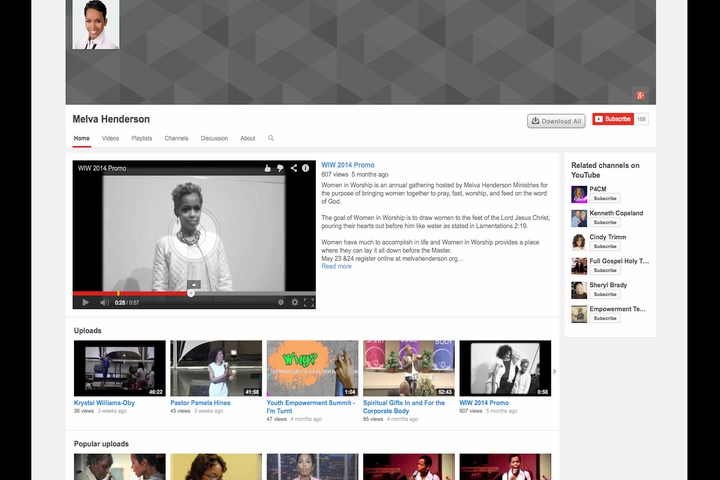 Melva Henderson
Download All
Subscribe 188
Home Videos Playlists Channels Discussion About
WIW 2014 Promo
0:28 / 0:57
WIW 2014 Promo
607 views 5 months ago
Women in Worship is an annual gathering hosted by Melva Henderson Ministries for
the purpose of bringing women together to pray, fast, worship, and feed on the word
of God.
The goal of Women in Worship is to draw women to the feet of the Lord Jesus Christ,
pouring their hearts out before him like water as stated in Lamentations 2:19.
Women have much to accomplish in life and Women in Worship provides a place
where they can lay it all down before the Master.
May 23 &24 register online at melvahenderson.org...
Read more
Related channels on
YouTube
P4CM
Subscribe
Kenneth Copeland
Subscribe
Cindy Trimm
Subscribe
Full Gospel Holy T...
Subscribe
Sheryl Brady
Subscribe
Empowerment Te...
Subscribe
Uploads
46:22
Krystal Williams-Oby
36 views 3 weeks ago
41:58
Pastor Pamela Hines
45 views 3 weeks ago
WHY?
1:04
Youth Empowerment Summit -
I'm Turnt
47 views 4 months ago
BODY
52:43
Spiritual Gifts In and For the
Corporate Body
85 views 4 months ago
0:58
WIW 2014 Promo
607 views 5 months ago
Popular uploads